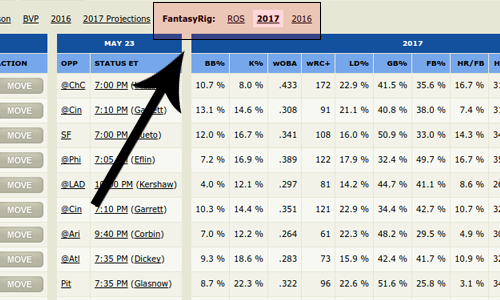 son BVP 2016 2017 Projections FantasyRig: ROS 2017 2016
MAY 23 2017
ACTION OPP STATUS ET BB% K% wOBA wRC+ LD% GB% FB% HR/FB
MOVE @ChC 7:00 PM 10.7 % 8.0 % .433 172 22.9 % 41.5 % 35.6 % 16.7 %
MOVE @Cin 7:10 PM (Garrett) 13.1 % 14.6 % .308 91 21.1 % 40.8 % 38.0 % 7.4 %
MOVE SF 7:00 PM 12.0 % 16.7 % .341 108 16.0 % 50.9 % 33.0 % 14.3 %
MOVE @Phi 7:05 (Eflin) 7.2 % 16.9 % .389 122 17.9 % 32.4 % 49.7 % 16.7 %
MOVE @LAD PM (Kershaw) 4.0 % 12.1 % .297 81 14.2 % 44.7 % 41.1 % 8.6 %
MOVE @Cin 7:10 PM (Garrett) 10.3 % 14.4 % .351 121 22.9 % 34.4 % 42.7 % 10.7 %
MOVE @Ari 9:40 PM (Corbin) 7.0 % 12.2 % .264 61 22.3 % 48.2 % 29.5 % 4.9 %
MOVE @Atl 7:35 PM (Dickey) 9.3 % 18.6 % .283 73 15.9 % 42.4 % 41.7 % 10.9 %
MOVE Pit 7:35 PM (Glasnow) 8.7 % 22.3 % .322 96 22.6 % 51.6 % 25.8 % 3.1 %